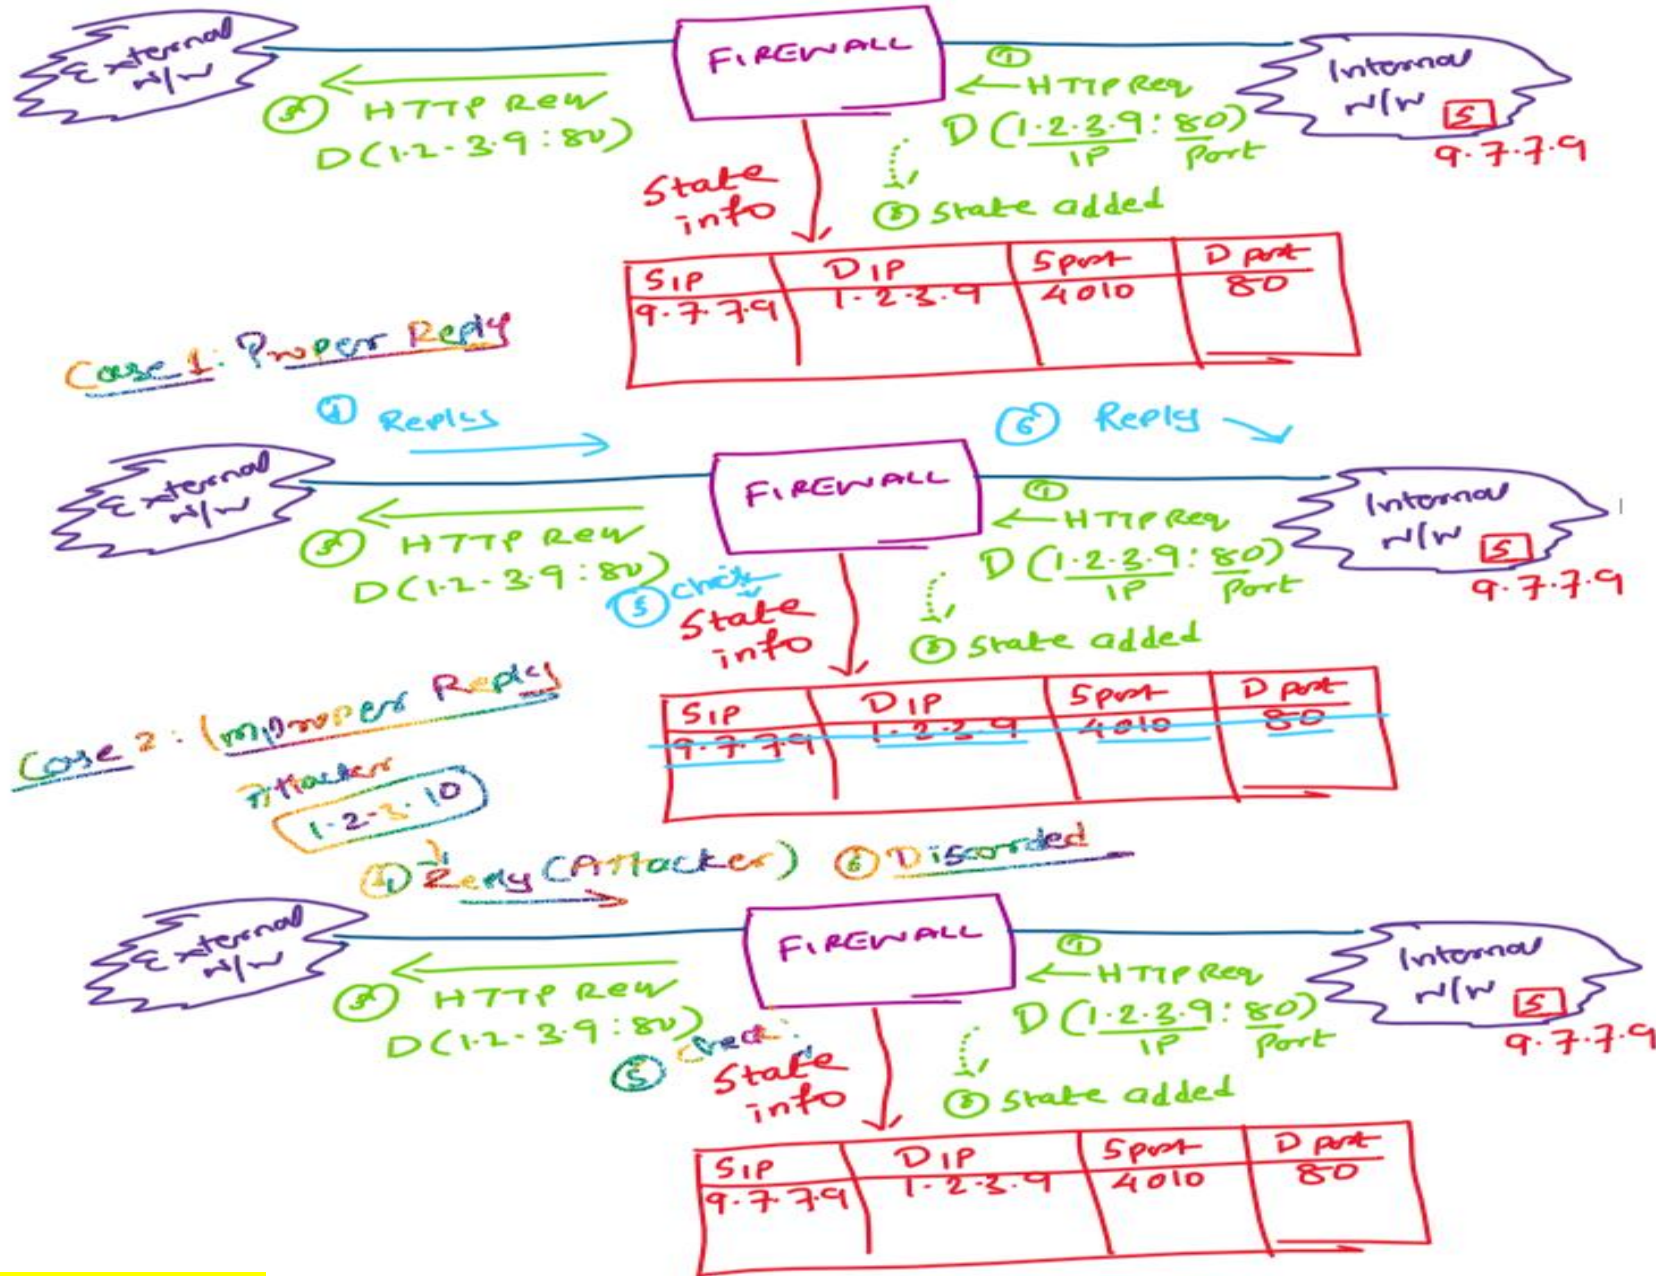 External N/W
FIREWALL
Internal N/W
S
9.7.7.9
① HTTP Req
D (1.2.3.9 : 80)
IP Port
③ HTTP Req
D (1.2.3.9 : 80)
State info
② State added
SIP DIP Sport D port
9.7.7.9 1.2.3.9 4010 80
Case 1: Proper Reply
④ Reply
⑥ Reply
External N/W
FIREWALL
Internal N/W
S
9.7.7.9
① HTTP Req
D (1.2.3.9 : 80)
IP Port
③ HTTP Req
D (1.2.3.9 : 80)
⑤ check
State info
② State added
SIP DIP Sport D port
9.7.7.9 1.2.3.9 4010 80
Case 2: Improper Reply
Attacker
1.2.3.10
④ Reply (Attacker)
⑥ Discarded
External N/W
FIREWALL
Internal N/W
S
9.7.7.9
① HTTP Req
D (1.2.3.9 : 80)
IP Port
③ HTTP Req
D (1.2.3.9 : 80)
⑤ Check:
State info
② State added
SIP DIP Sport D port
9.7.7.9 1.2.3.9 4010 80